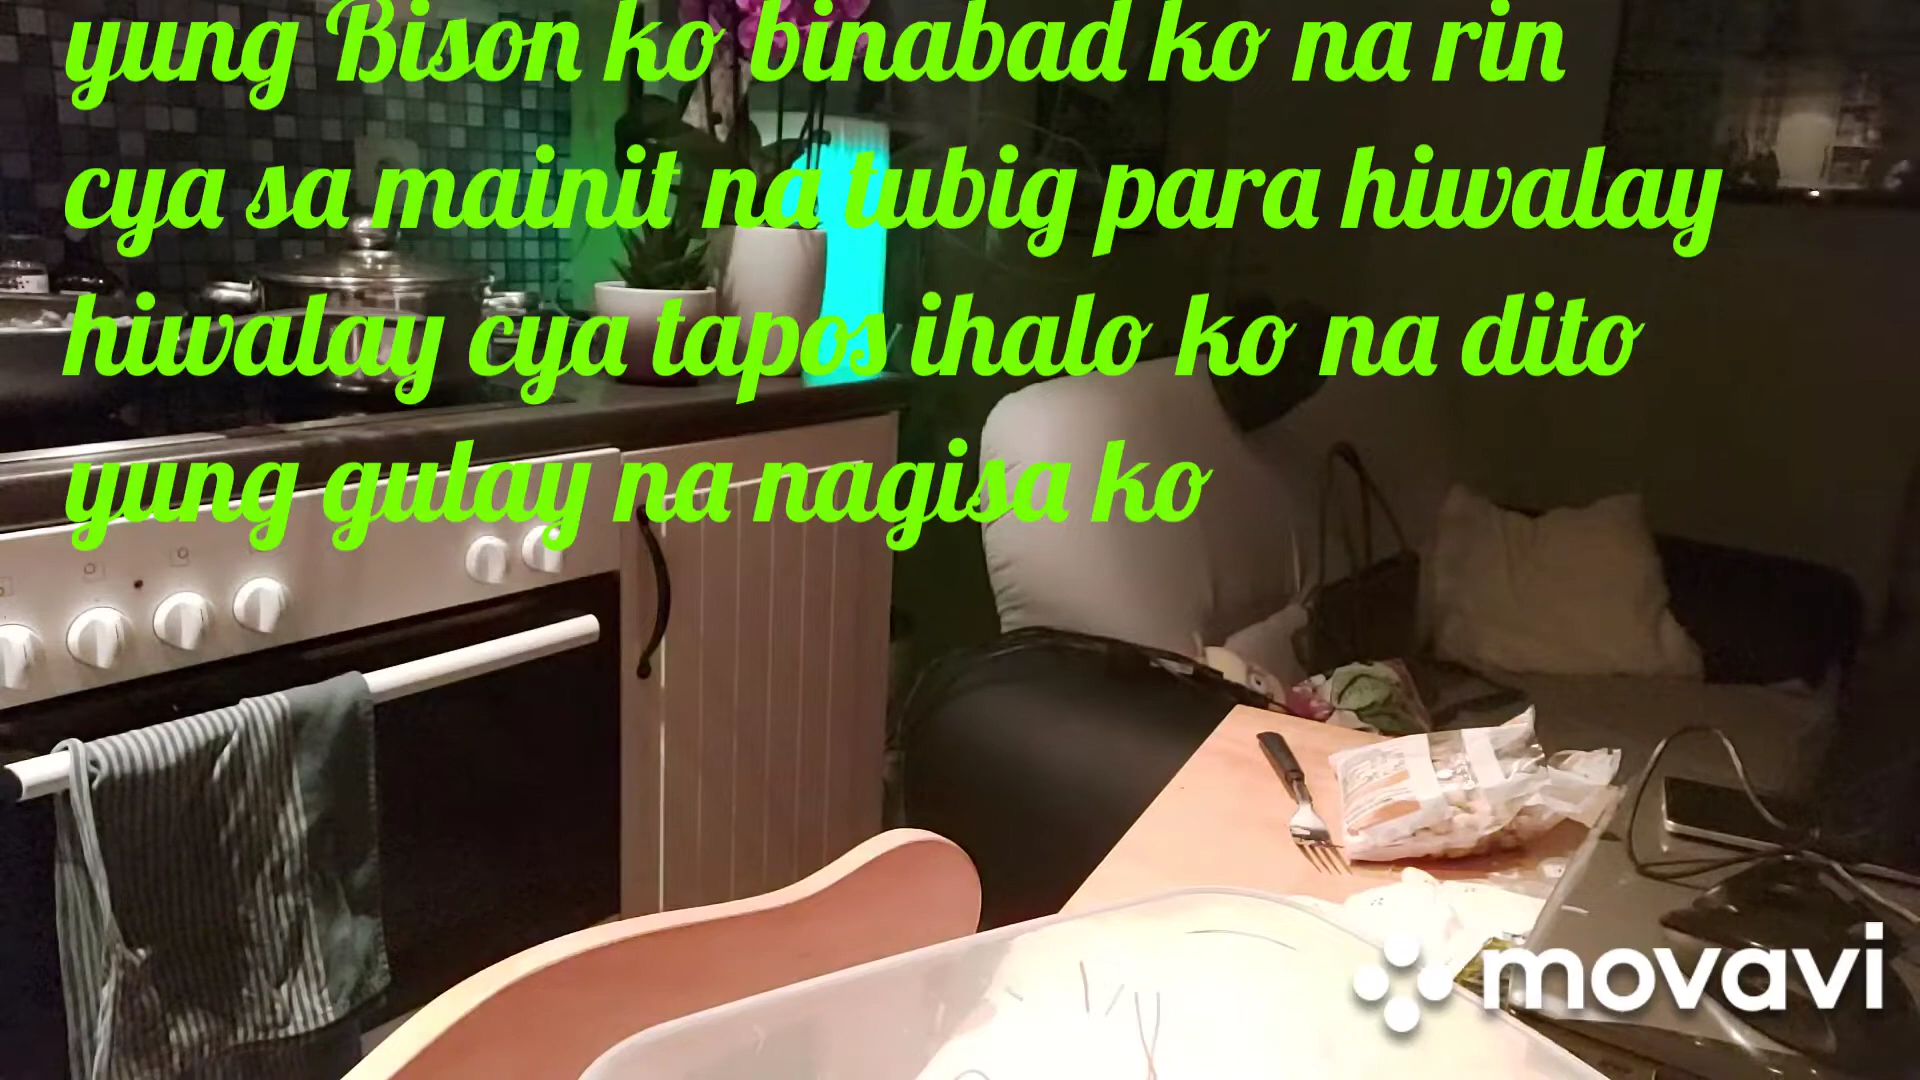 yung Bison ko binabad ko na rin
cya sa mainit na tubig para hiwalay
hiwalay cya tapos ihalo ko na dito
yung gulay na nagisa ko
movavi